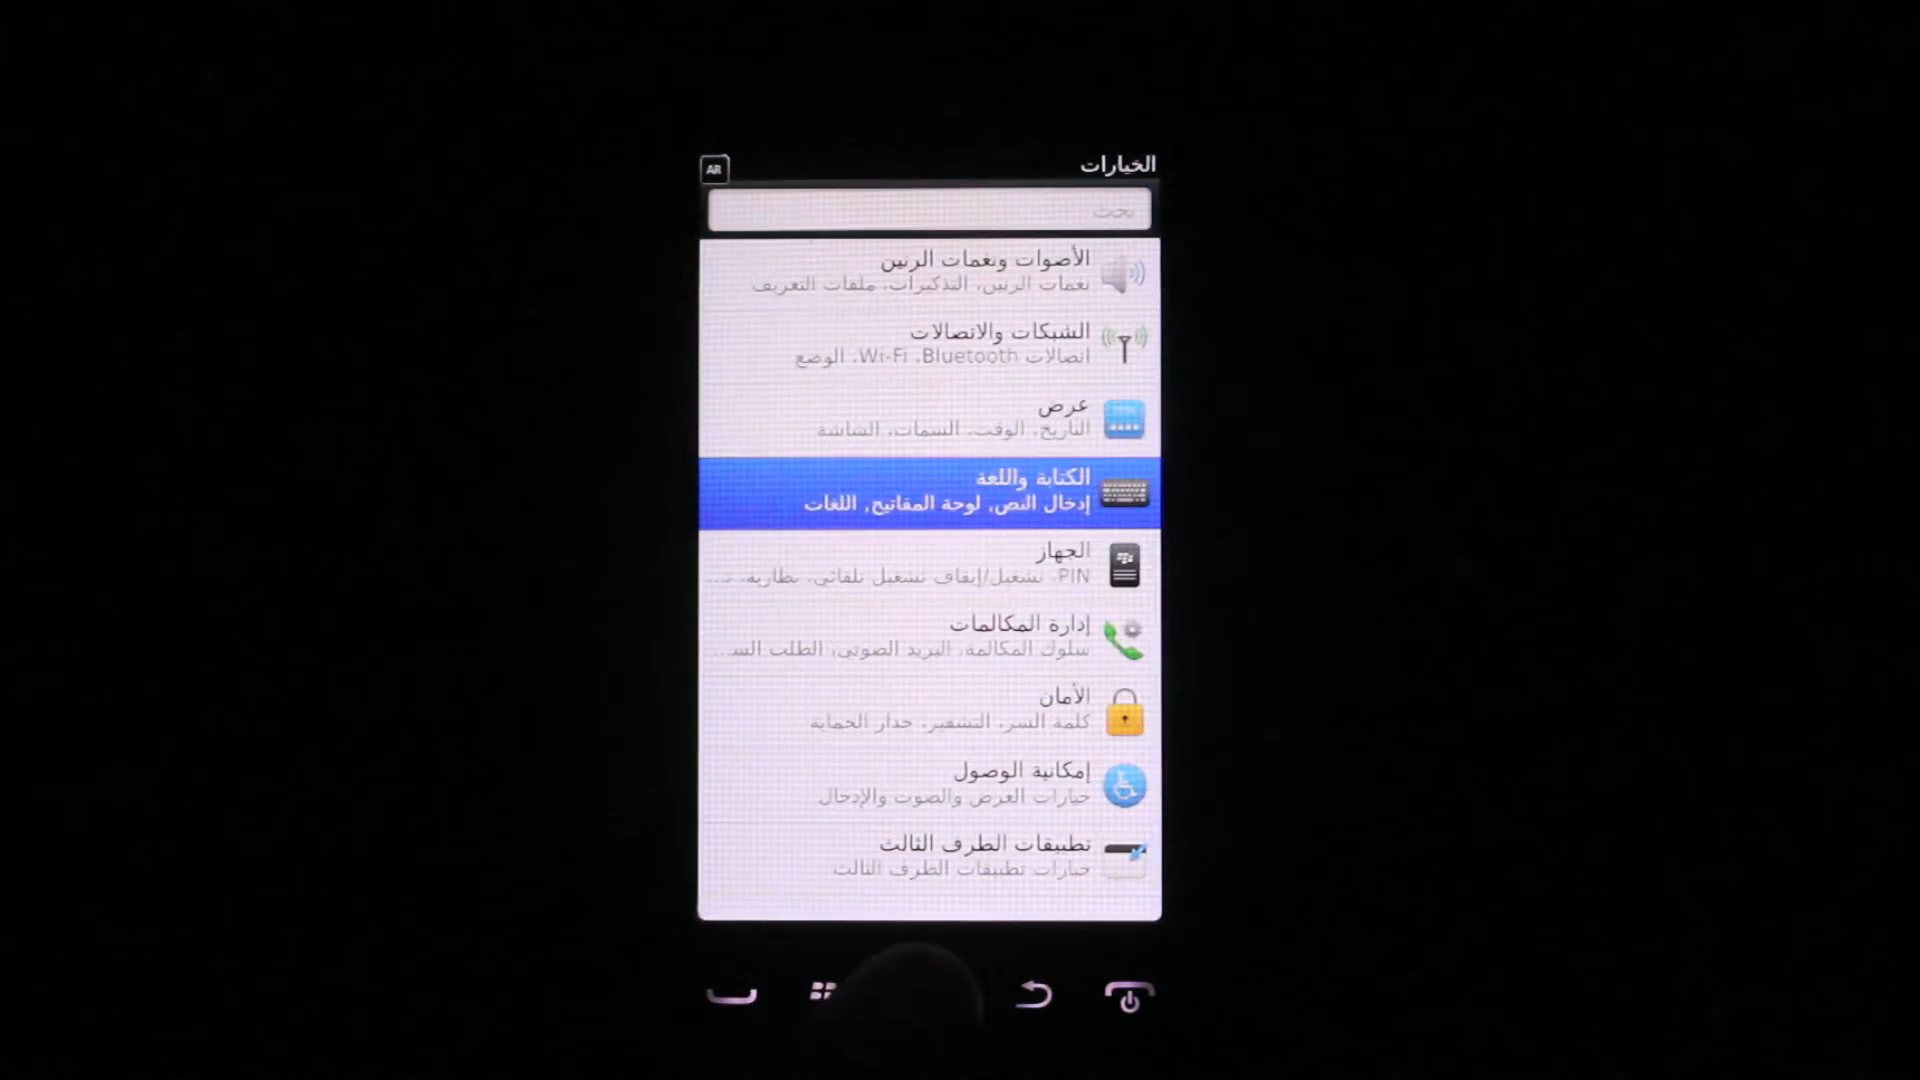 الخيارات
AR
بحث
الأصوات ونغمات الرنين
نغمات الرنين، التذكيرات، ملفات التعريف
الشبكات والاتصالات
اتصالات Wi-Fi، Bluetooth، الوضع
عرض
التاريخ، الوقت، السمات، الشاشة
الكتابة واللغة
إدخال النص, لوحة المفاتيح, اللغات
الجهاز
PIN، تشغيل/إيقاف تشغيل تلقائي، بطارية، ت...
إدارة المكالمات
سلوك المكالمة، البريد الصوتي، الطلب الس...
الأمان
كلمة السر، التشفير، جدار الحماية
إمكانية الوصول
خيارات العرض والصوت والإدخال
تطبيقات الطرف الثالث
خيارات تطبيقات الطرف الثالث